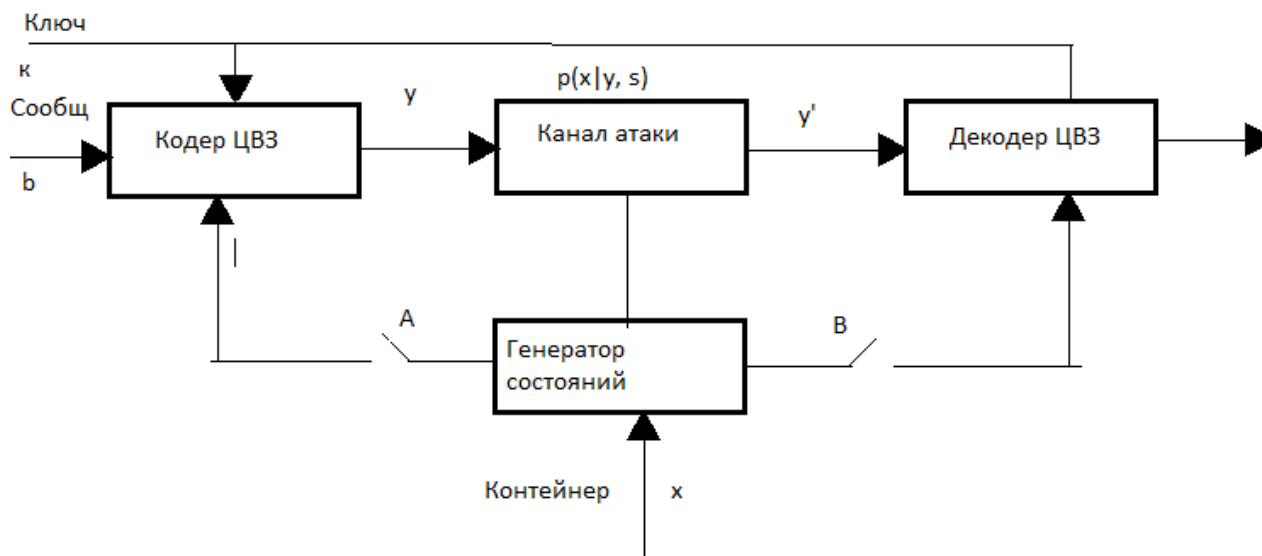 Ключ
к
Сообщ
b
Кодер ЦВЗ
y
p(x|y, s)
Канал атаки
y'
Декодер ЦВЗ
A
Генератор
состояний
B
Контейнер x